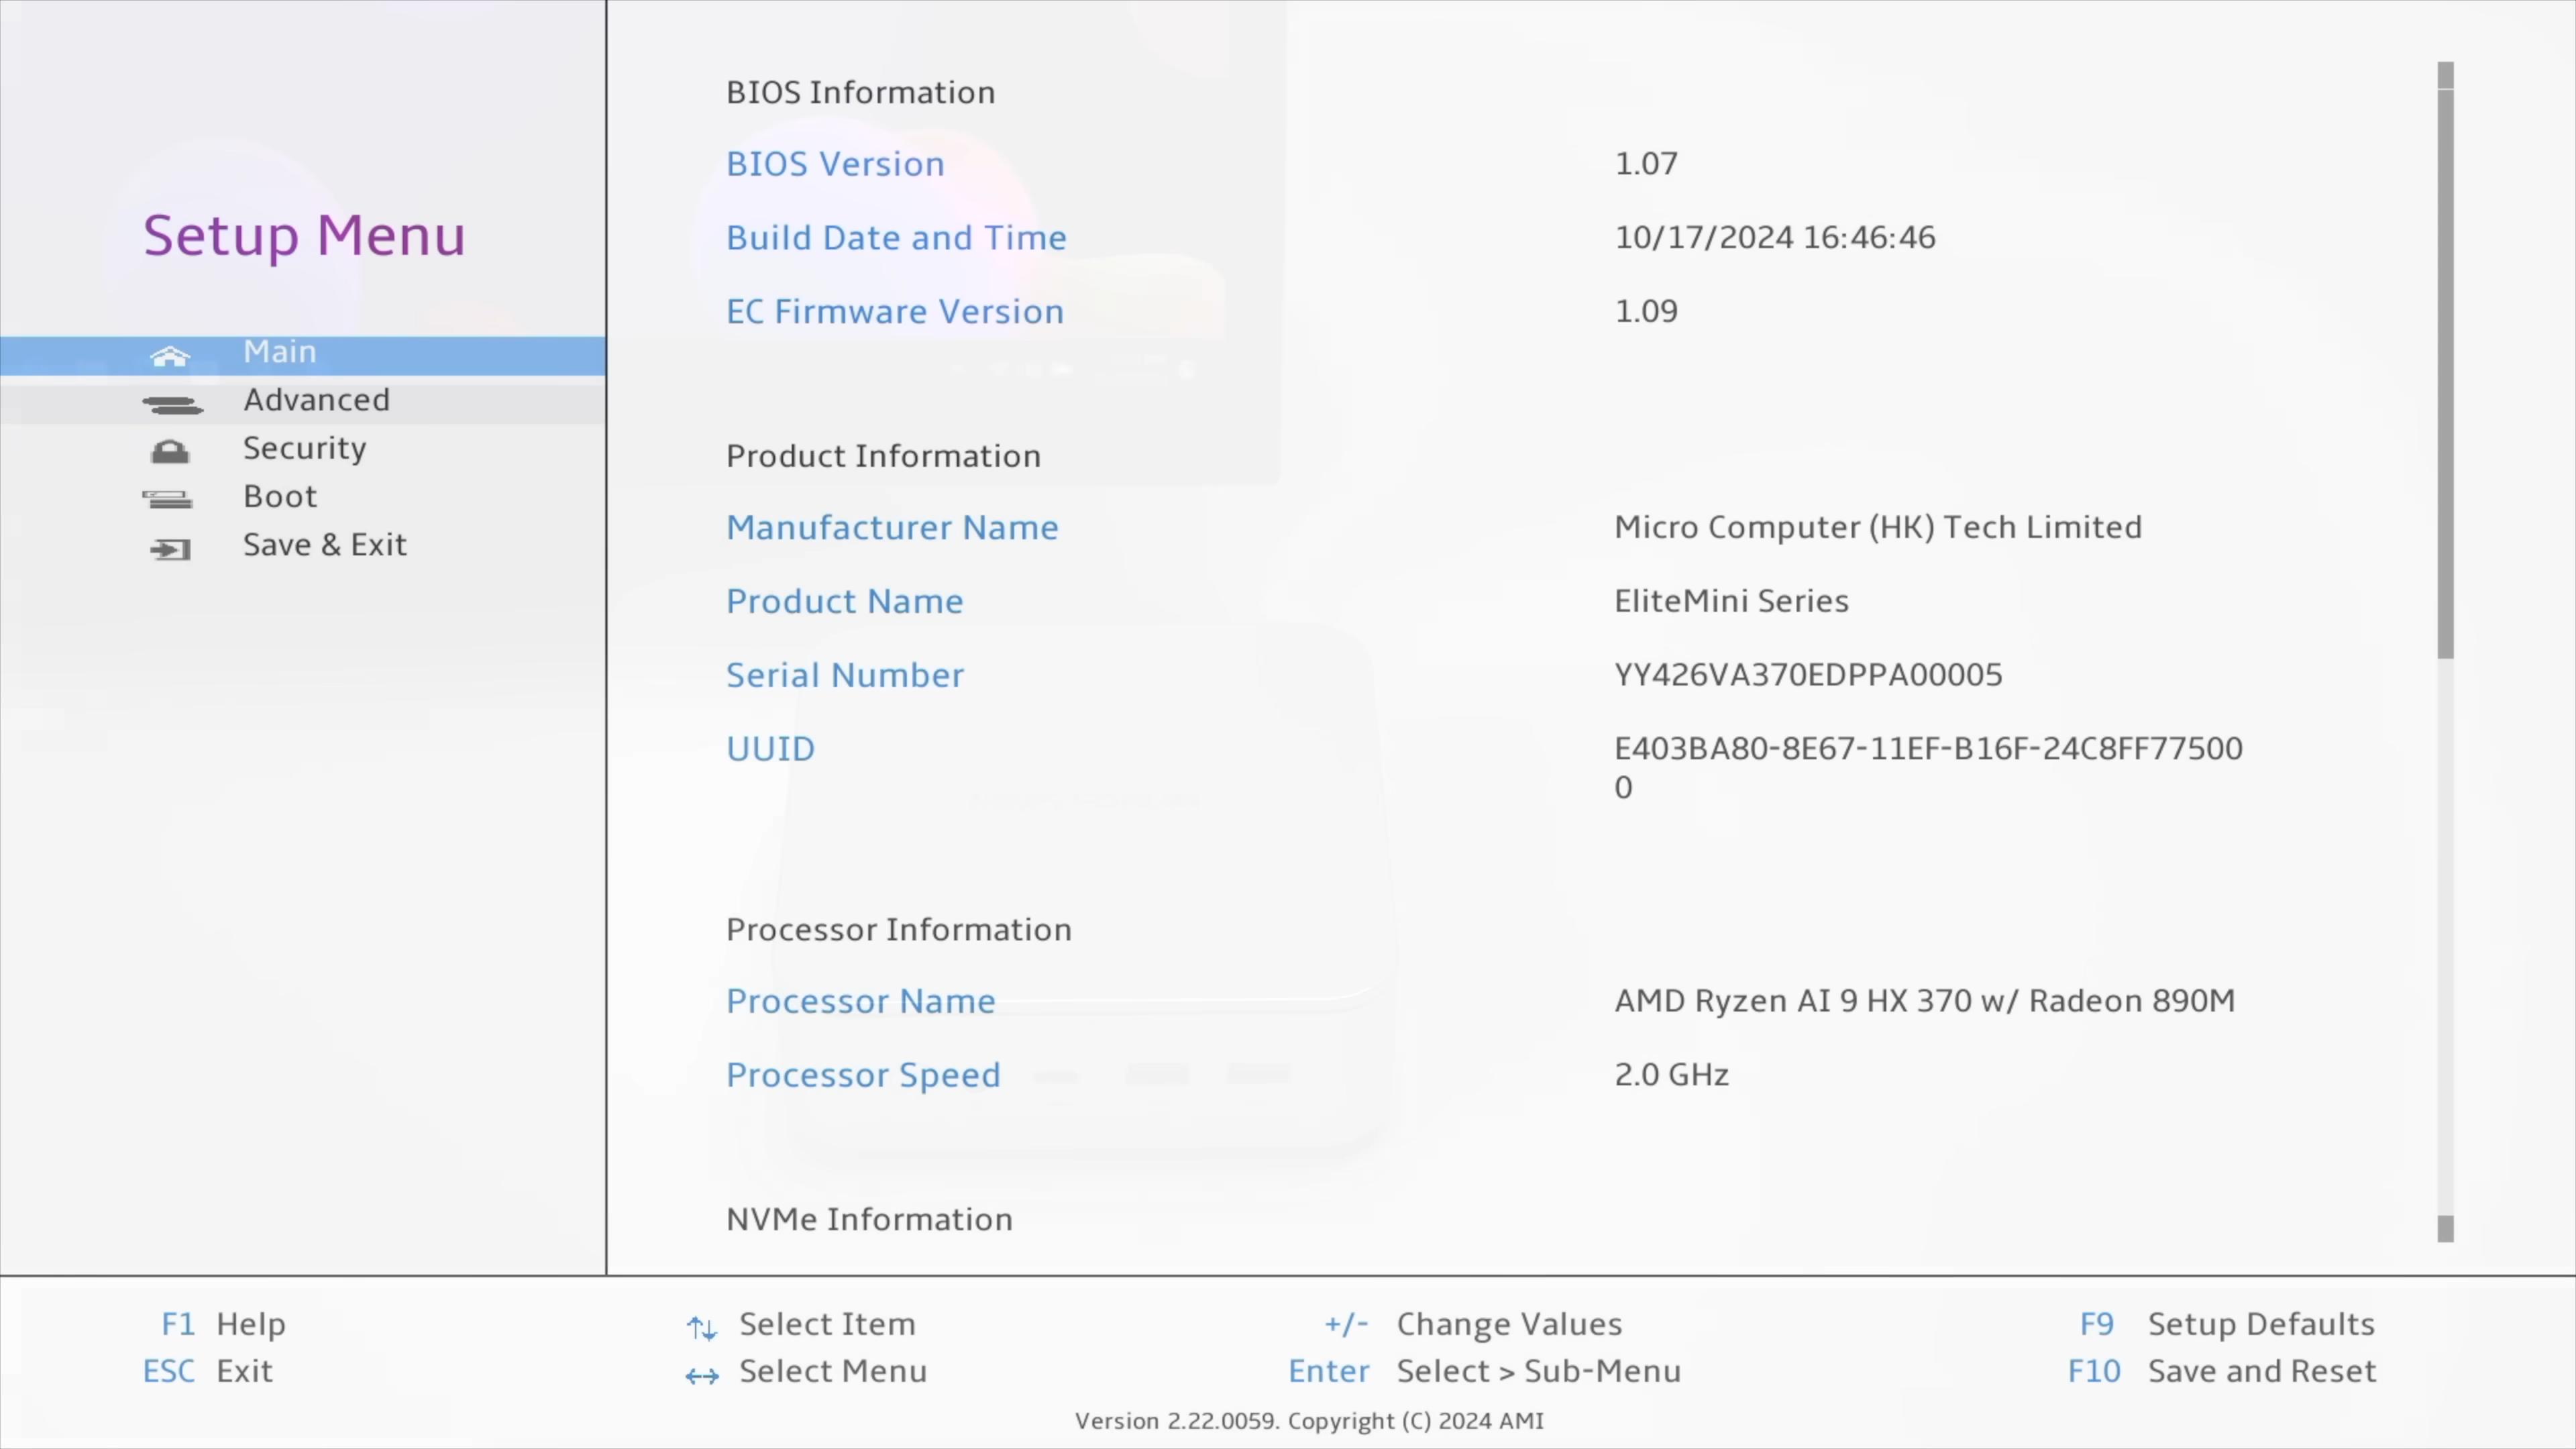 Setup Menu
Main
Advanced
Security
Boot
Save & Exit
BIOS Information
BIOS Version 1.07
Build Date and Time 10/17/2024 16:46:46
EC Firmware Version 1.09
Product Information
Manufacturer Name Micro Computer (HK) Tech Limited
Product Name EliteMini Series
Serial Number YY426VA370EDPPA00005
UUID E403BA80-8E67-11EF-B16F-24C8FF77500
0
Processor Information
Processor Name AMD Ryzen AI 9 HX 370 w/ Radeon 890M
Processor Speed 2.0 GHz
NVMe Information
F1 Help ↑↓ Select Item +/- Change Values F9 Setup Defaults
ESC Exit ↔ Select Menu Enter Select > Sub-Menu F10 Save and Reset
Version 2.22.0059. Copyright (C) 2024 AMI